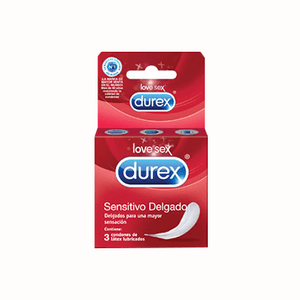 love sex
durex
love sex
durex
Sensitivo Delgado
Delgados para una mayor
sensación
Contiene:
3 condones de
látex lubricados